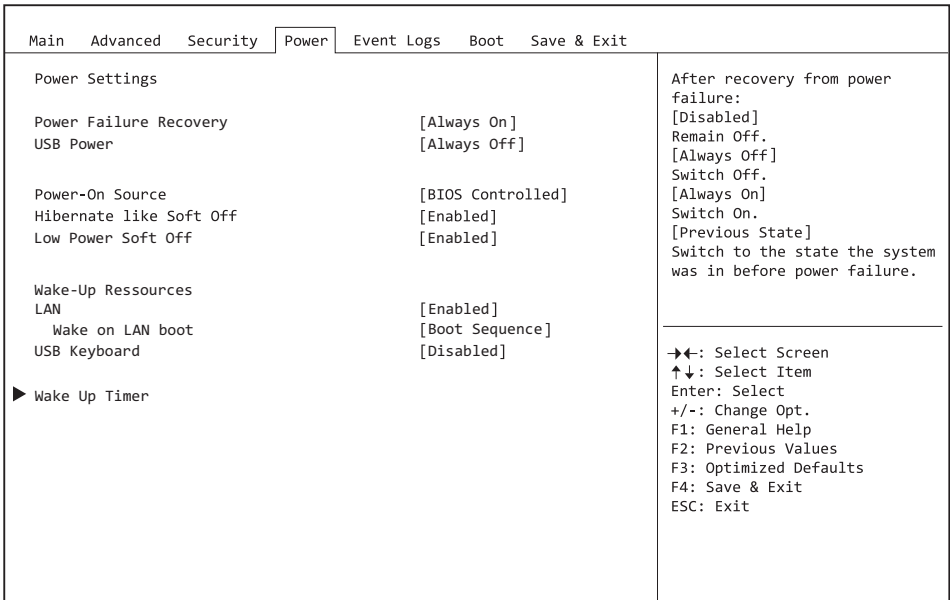 Main Advanced Security Power Event Logs Boot Save & Exit
Power Settings
Power Failure Recovery [Always On]
USB Power [Always Off]
Power-On Source [BIOS Controlled]
Hibernate like Soft Off [Enabled]
Low Power Soft Off [Enabled]
Wake-Up Ressources
LAN [Enabled]
Wake on LAN boot [Boot Sequence]
USB Keyboard [Disabled]
▶ Wake Up Timer
After recovery from power
failure:
[Disabled]
Remain Off.
[Always Off]
Switch Off.
[Always On]
Switch On.
[Previous State]
Switch to the state the system
was in before power failure.
→←: Select Screen
↑↓: Select Item
Enter: Select
+/-: Change Opt.
F1: General Help
F2: Previous Values
F3: Optimized Defaults
F4: Save & Exit
ESC: Exit